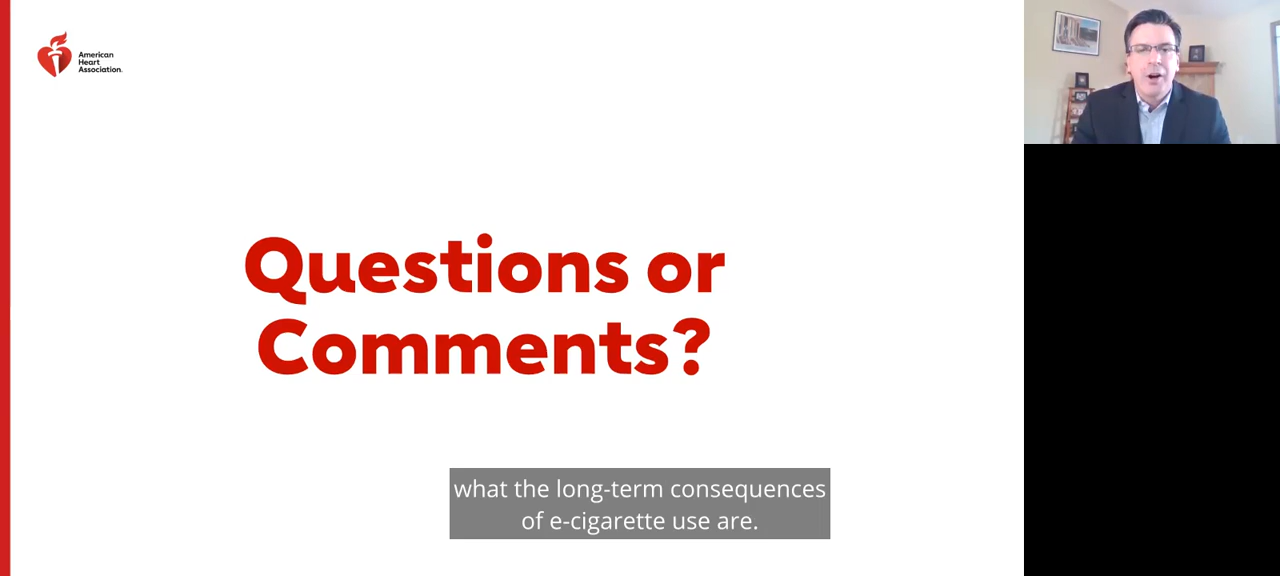 American
Heart
Association.
Questions or
Comments?
what the long-term consequences
of e-cigarette use are.